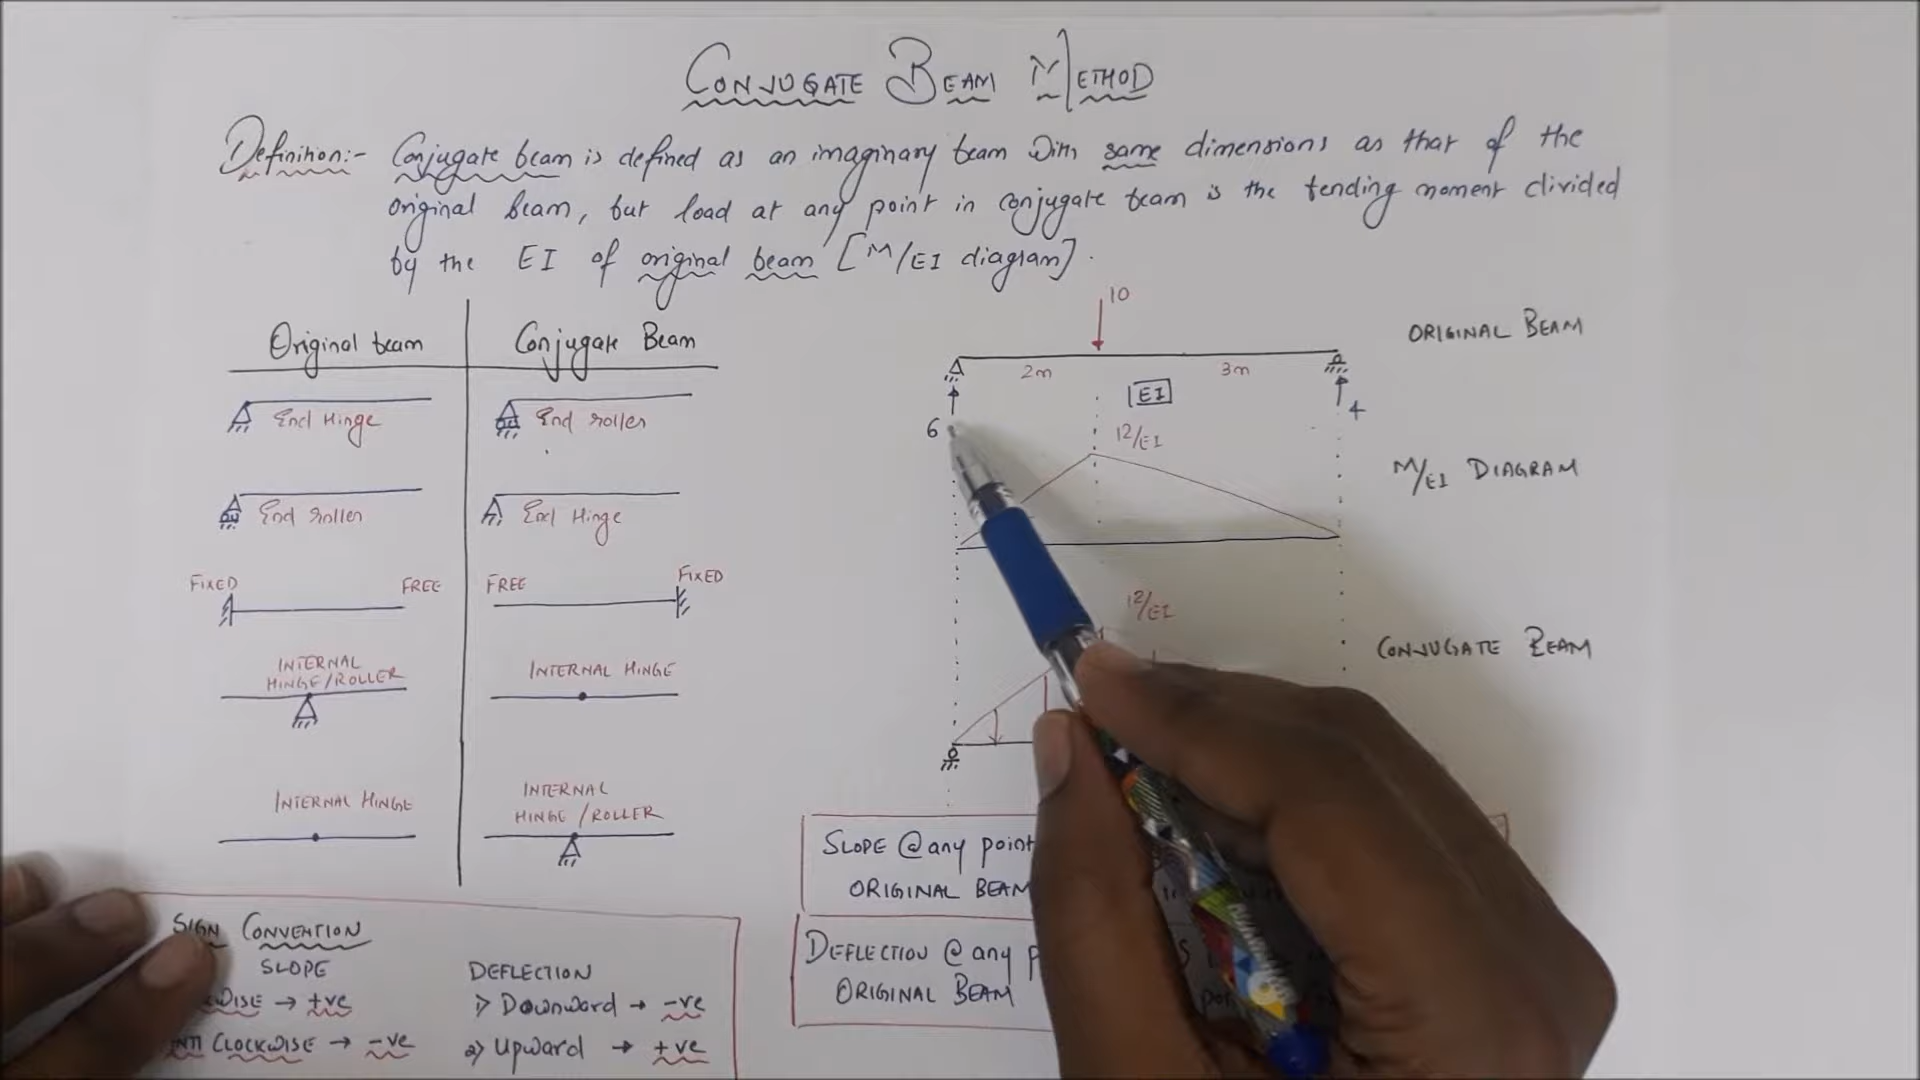 CONJUGATE BEAM METHOD
Definition:- Conjugate beam is defined as an imaginary beam with same dimensions as that of the
original beam, but load at any point in conjugate beam is the bending moment divided
by the EI of original beam [M/EI diagram].
Original beam
Conjugate Beam
End Hinge
End roller
End roller
End Hinge
FIXED
FREE
FREE
FIXED
INTERNAL
HINGE/ROLLER
INTERNAL HINGE
INTERNAL HINGE
INTERNAL
HINGE/ROLLER
10
ORIGINAL BEAM
2m
3m
EI
6
4
12/EI
M/EI DIAGRAM
12/EI
CONJUGATE BEAM
SLOPE @ any point
ORIGINAL BEAM
DEFLECTION @ any
ORIGINAL BEAM
SIGN CONVENTION
SLOPE
→ +ve
CLOCKWISE → -ve
DEFLECTION
1) Downward → -ve
2) Upward → +ve